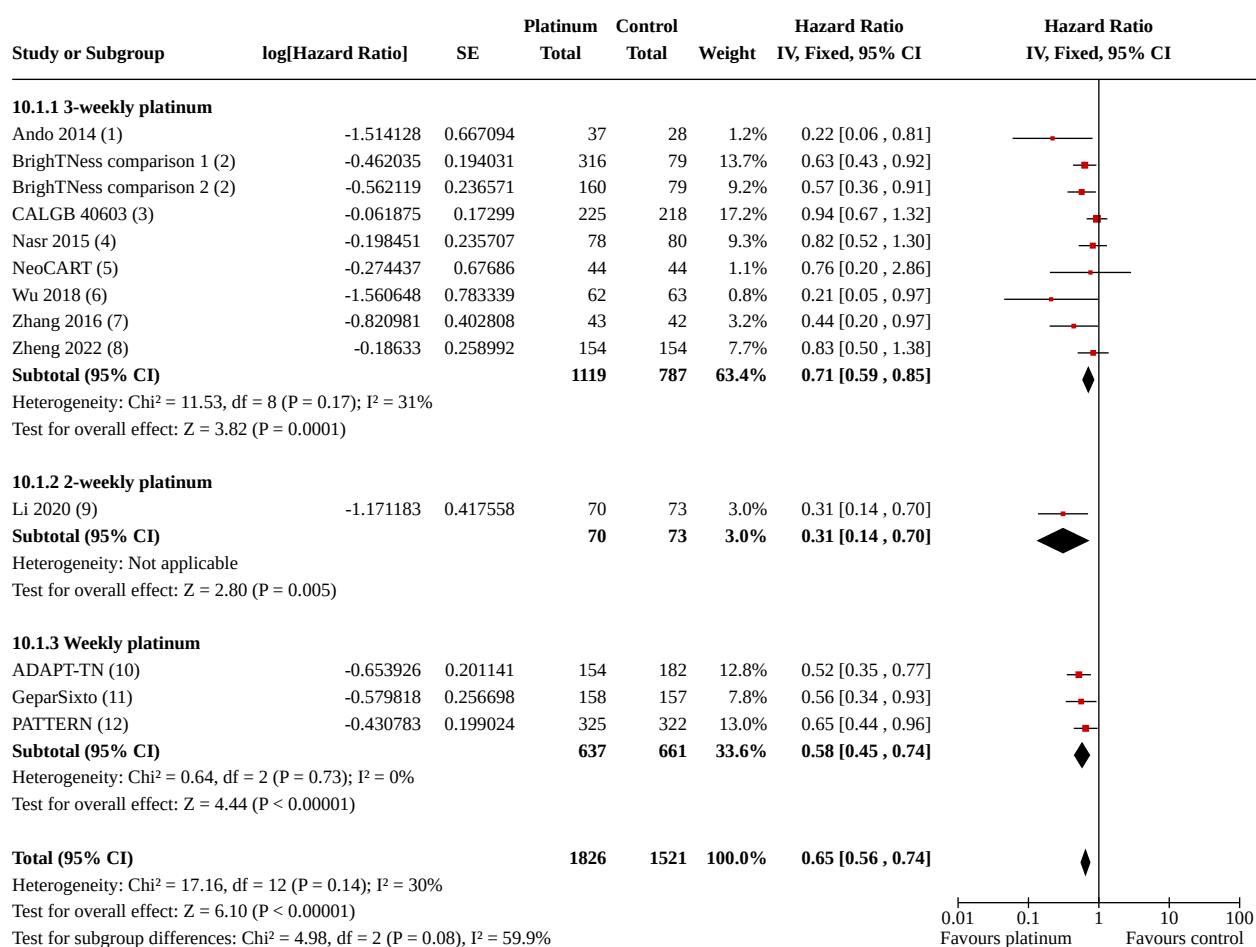 Platinum Control Hazard Ratio Hazard Ratio
Study or Subgroup log[Hazard Ratio] SE Total Total Weight IV, Fixed, 95% CI IV, Fixed, 95% CI
10.1.1 3-weekly platinum
Ando 2014 (1) -1.514128 0.667094 37 28 1.2% 0.22 [0.06 , 0.81]
BrighTNess comparison 1 (2) -0.462035 0.194031 316 79 13.7% 0.63 [0.43 , 0.92]
BrighTNess comparison 2 (2) -0.562119 0.236571 160 79 9.2% 0.57 [0.36 , 0.91]
CALGB 40603 (3) -0.061875 0.17299 225 218 17.2% 0.94 [0.67 , 1.32]
Nasr 2015 (4) -0.198451 0.235707 78 80 9.3% 0.82 [0.52 , 1.30]
NeoCART (5) -0.274437 0.67686 44 44 1.1% 0.76 [0.20 , 2.86]
Wu 2018 (6) -1.560648 0.783339 62 63 0.8% 0.21 [0.05 , 0.97]
Zhang 2016 (7) -0.820981 0.402808 43 42 3.2% 0.44 [0.20 , 0.97]
Zheng 2022 (8) -0.18633 0.258992 154 154 7.7% 0.83 [0.50 , 1.38]
Subtotal (95% CI) 1119 787 63.4% 0.71 [0.59 , 0.85]
Heterogeneity: Chi² = 11.53, df = 8 (P = 0.17); I² = 31%
Test for overall effect: Z = 3.82 (P = 0.0001)
10.1.2 2-weekly platinum
Li 2020 (9) -1.171183 0.417558 70 73 3.0% 0.31 [0.14 , 0.70]
Subtotal (95% CI) 70 73 3.0% 0.31 [0.14 , 0.70]
Heterogeneity: Not applicable
Test for overall effect: Z = 2.80 (P = 0.005)
10.1.3 Weekly platinum
ADAPT-TN (10) -0.653926 0.201141 154 182 12.8% 0.52 [0.35 , 0.77]
GeparSixto (11) -0.579818 0.256698 158 157 7.8% 0.56 [0.34 , 0.93]
PATTERN (12) -0.430783 0.199024 325 322 13.0% 0.65 [0.44 , 0.96]
Subtotal (95% CI) 637 661 33.6% 0.58 [0.45 , 0.74]
Heterogeneity: Chi² = 0.64, df = 2 (P = 0.73); I² = 0%
Test for overall effect: Z = 4.44 (P < 0.00001)
Total (95% CI) 1826 1521 100.0% 0.65 [0.56 , 0.74]
Heterogeneity: Chi² = 17.16, df = 12 (P = 0.14); I² = 30%
Test for overall effect: Z = 6.10 (P < 0.00001)
Test for subgroup differences: Chi² = 4.98, df = 2 (P = 0.08), I² = 59.9%
0.01 0.1 1 10 100
Favours platinum Favours control